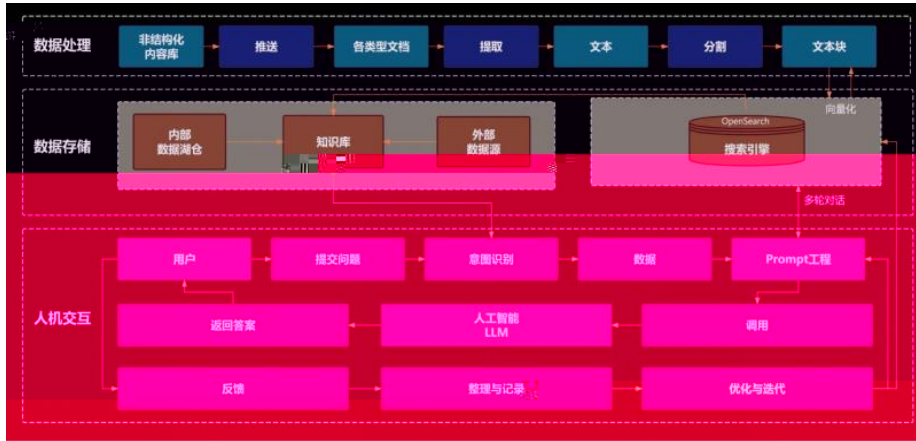 数据处理
非结构化
内容库
推送
各类型文档
提取
文本
分割
文本块
向量化
数据存储
内部
数据湖仓
知识库
外部
数据源
OpenSearch
搜索引擎
多轮对话
人机交互
用户
提交问题
意图识别
数据
Prompt工程
返回答案
人工智能
LLM
调用
反馈
整理与记录
优化与迭代